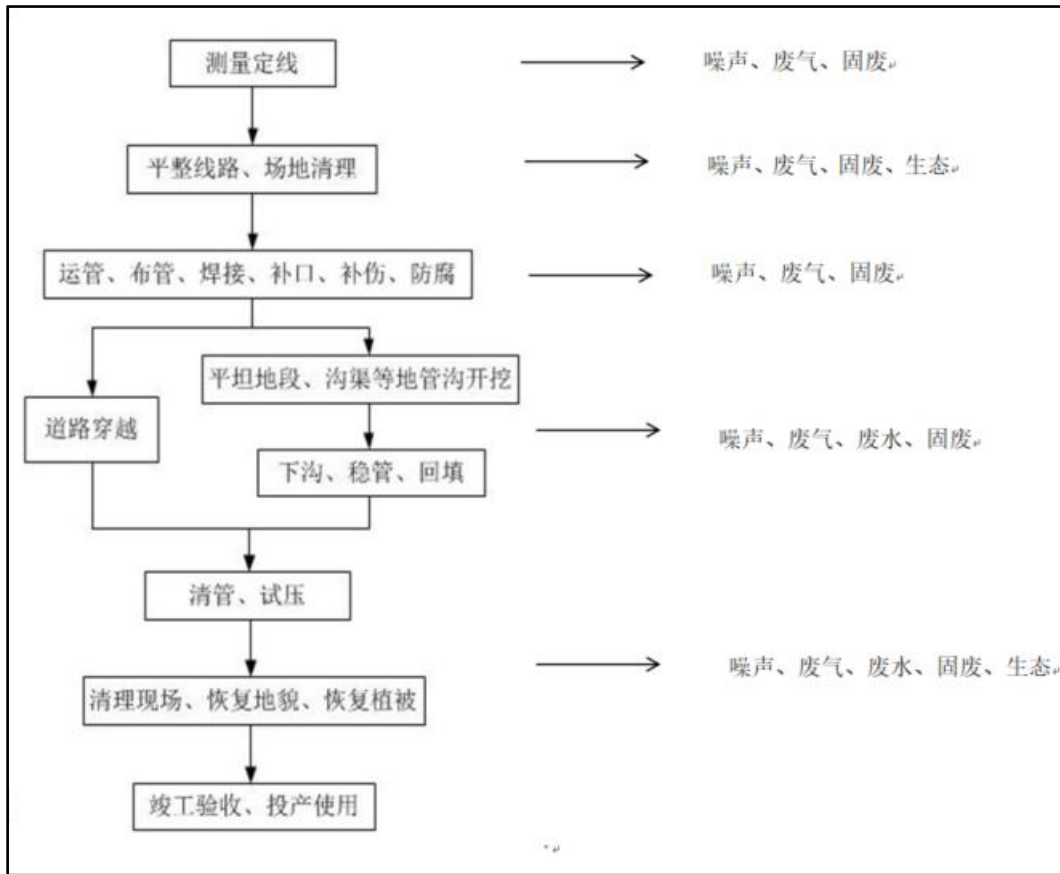 测量定线
噪声、废气、固废
平整线路、场地清理
噪声、废气、固废、生态
运管、布管、焊接、补口、补伤、防腐
噪声、废气、固废
平坦地段、沟渠等地管沟开挖
道路穿越
噪声、废气、废水、固废
下沟、稳管、回填
清管、试压
噪声、废气、废水、固废、生态
清理现场、恢复地貌、恢复植被
竣工验收、投产使用